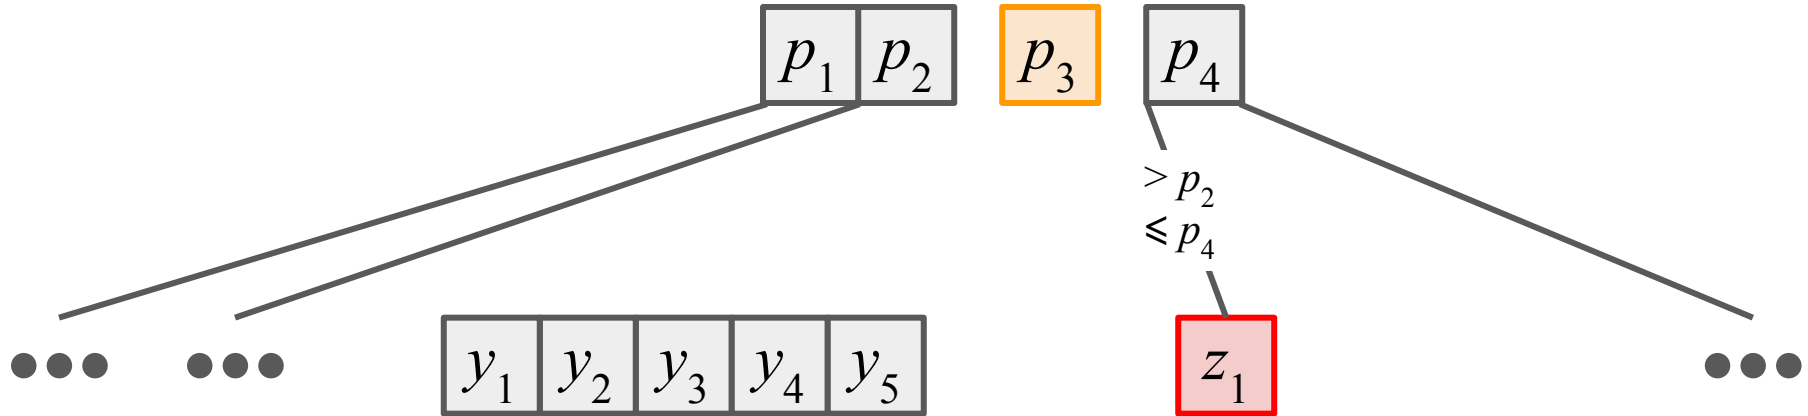 p₁ p₂ p₃ p₄
> p₂
⩽ p₄
y₁ y₂ y₃ y₄ y₅ z₁